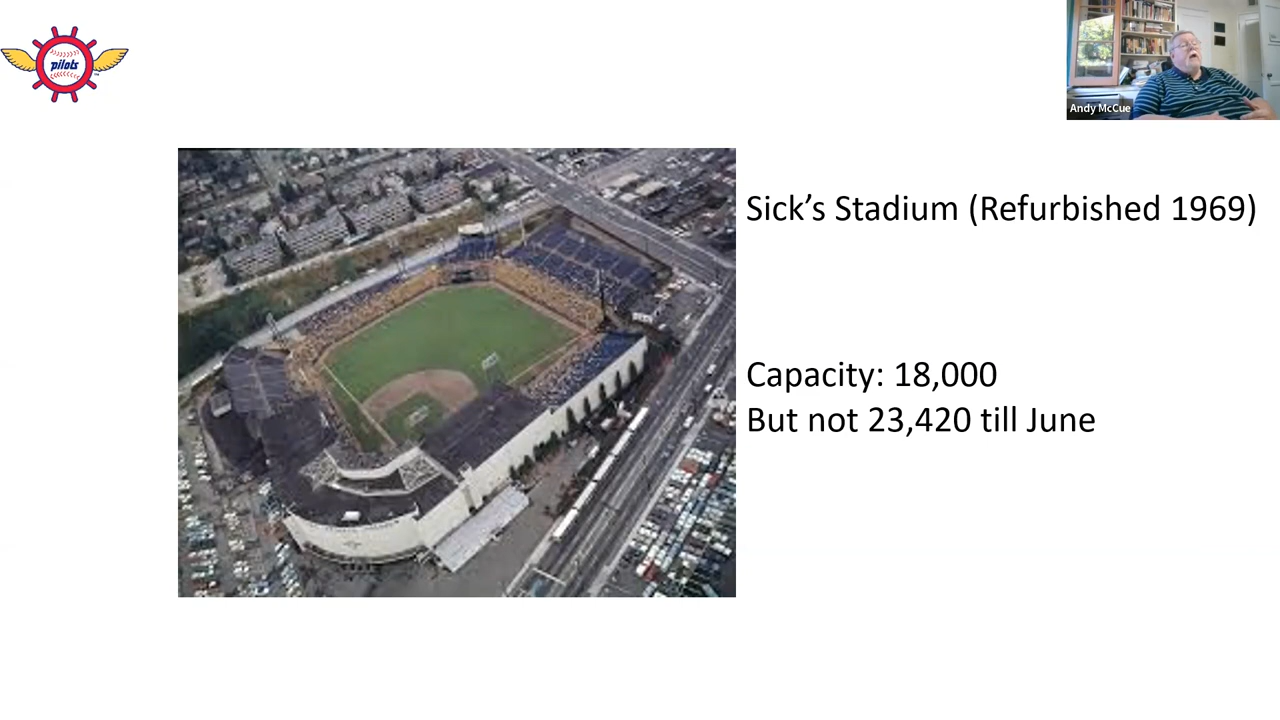 pilots
Andy McCue
Sick's Stadium (Refurbished 1969)
Capacity: 18,000
But not 23,420 till June